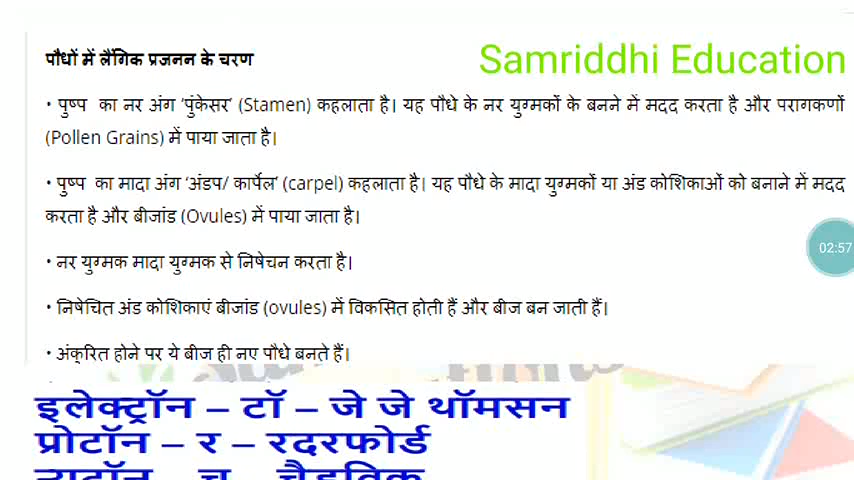 पौधों में लैंगिक प्रजनन के चरण
Samriddhi Education
• पुष्प का नर अंग 'पुंकेसर' (Stamen) कहलाता है। यह पौधे के नर युग्मकों के बनने में मदद करता है और परागकणों
(Pollen Grains) में पाया जाता है।
• पुष्प का मादा अंग 'अंडप/ कार्पेल' (carpel) कहलाता है। यह पौधे के मादा युग्मकों या अंड कोशिकाओं को बनाने में मदद
करता है और बीजांड (Ovules) में पाया जाता है।
• नर युग्मक मादा युग्मक से निषेचन करता है।
02:57
• निषेचित अंड कोशिकाएं बीजांड (ovules) में विकसित होती हैं और बीज बन जाती हैं।
• अंकुरित होने पर ये बीज ही नए पौधे बनते हैं।
इलेक्ट्रॉन – टॉ – जे जे थॉमसन
प्रोटॉन – र – रदरफोर्ड
न्यूट्रॉन – च – चैडविक